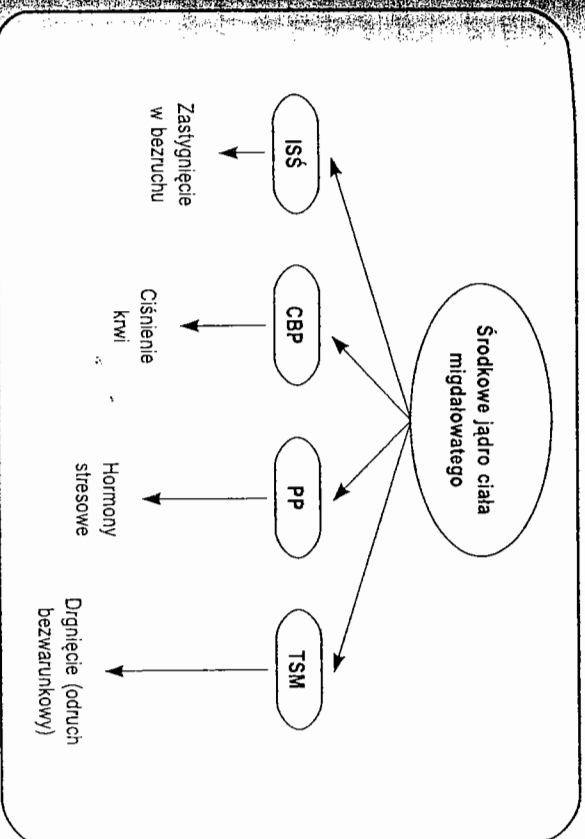 Środkowe jądro ciała
migdałowatego
ISŚ
CBP
PP
TSM
Zastygnięcie
w bezruchu
Ciśnienie
krwi
Hormony
stresowe
Drgnięcie (odruch
bezwarunkowy)